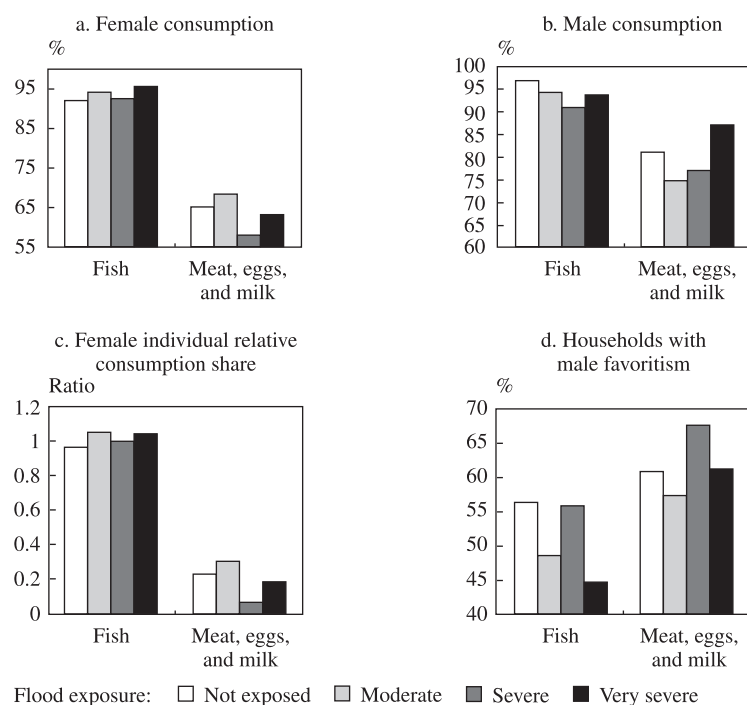 a. Female consumption
%
95
85
75
65
55
Fish
Meat, eggs,
and milk
b. Male consumption
%
100
95
90
85
80
75
70
65
60
Fish
Meat, eggs,
and milk
c. Female individual relative
consumption share
Ratio
1.2
1
0.8
0.6
0.4
0.2
0
Fish
Meat, eggs,
and milk
d. Households with
male favoritism
%
70
65
60
55
50
45
40
Fish
Meat, eggs,
and milk
Flood exposure: Not exposed Moderate Severe Very severe